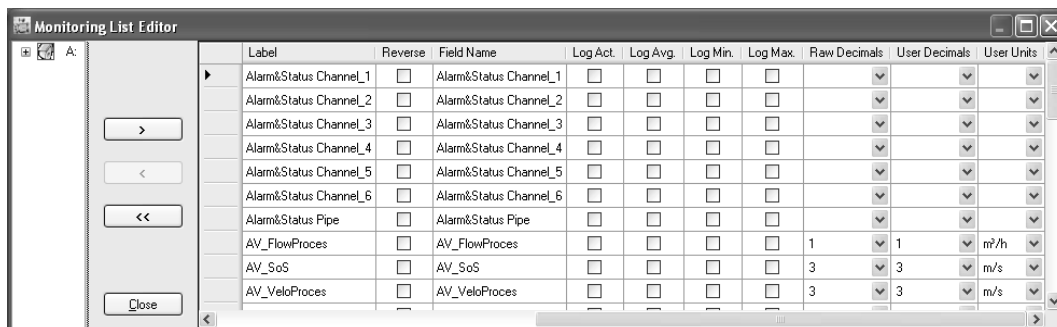 Monitoring List Editor
A:
>
<
<<
Close
Label Reverse Field Name Log Act. Log Avg. Log Min. Log Max. Raw Decimals User Decimals User Units
Alarm&Status Channel_1 Alarm&Status Channel_1
Alarm&Status Channel_2 Alarm&Status Channel_2
Alarm&Status Channel_3 Alarm&Status Channel_3
Alarm&Status Channel_4 Alarm&Status Channel_4
Alarm&Status Channel_5 Alarm&Status Channel_5
Alarm&Status Channel_6 Alarm&Status Channel_6
Alarm&Status Pipe Alarm&Status Pipe
AV_FlowProces AV_FlowProces 1 1 m³/h
AV_SoS AV_SoS 3 3 m/s
AV_VeloProces AV_VeloProces 3 3 m/s